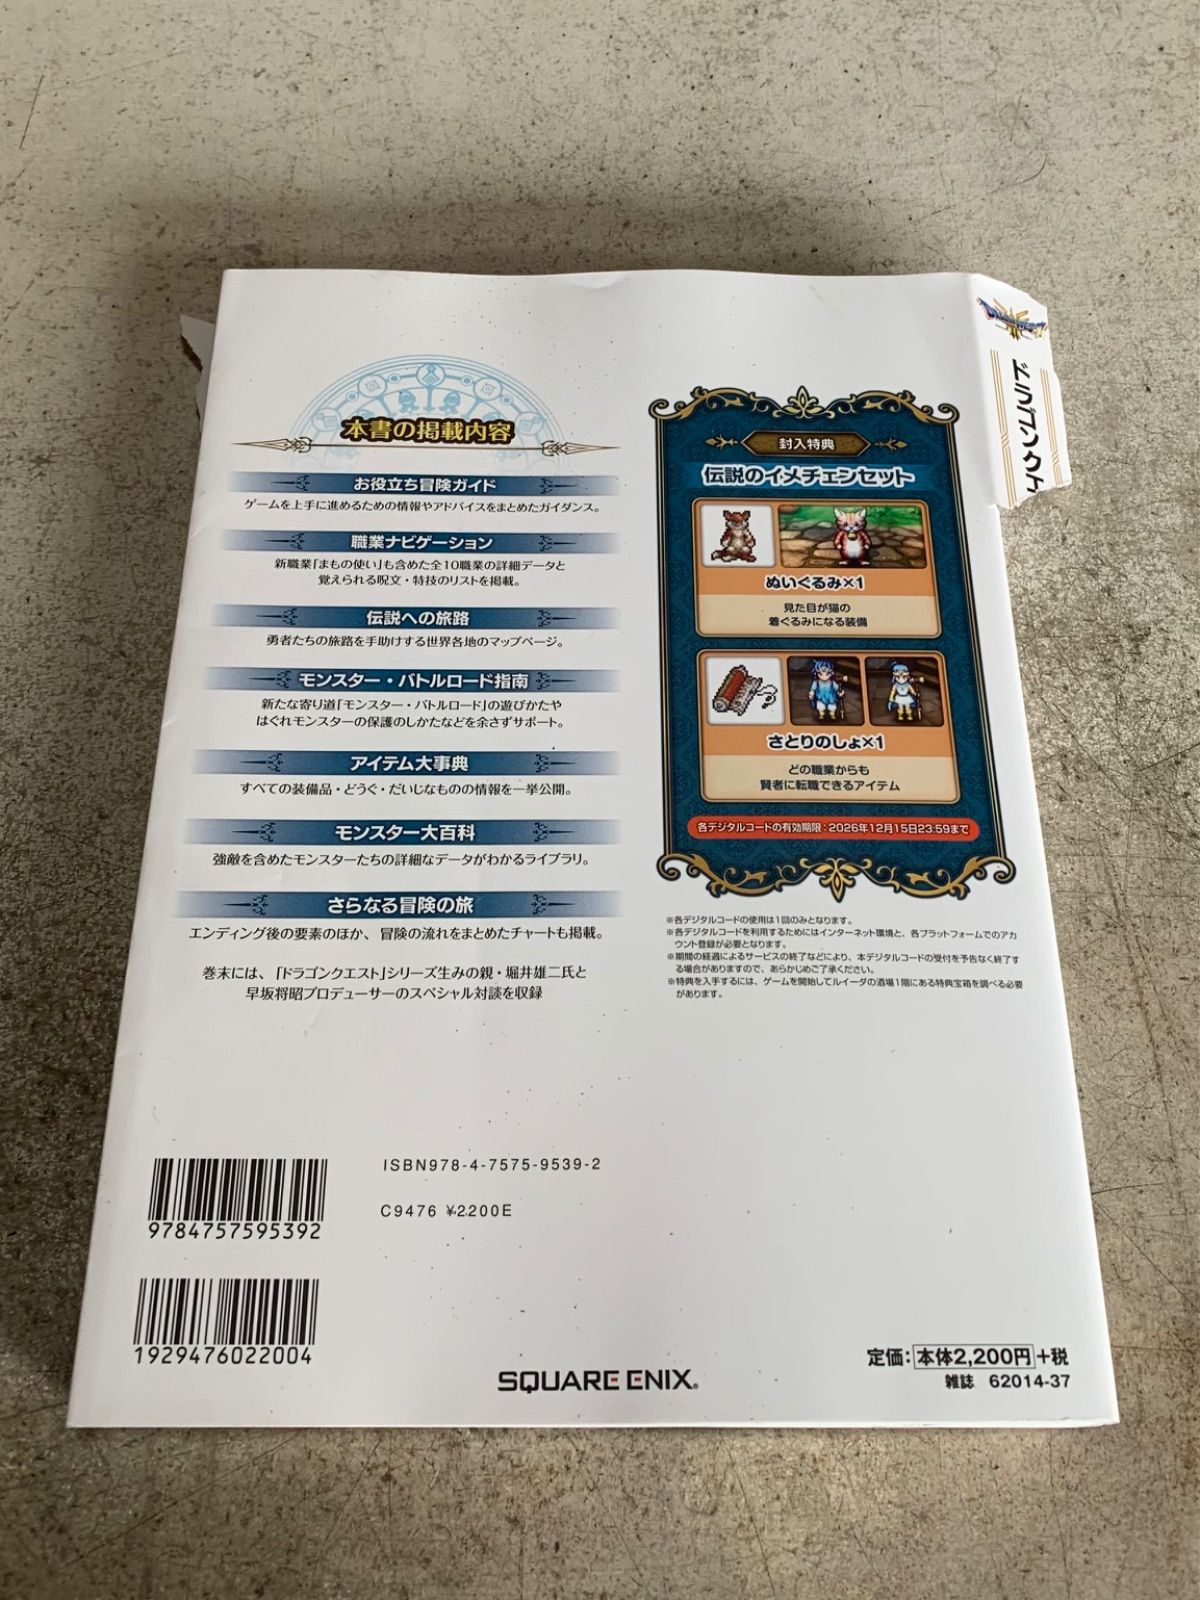 本書の掲載内容
お役立ち冒険ガイド
ゲームを上手に進めるための情報やアドバイスをまとめたガイダンス。
職業ナビゲーション
新職業「まもの使い」も含めた全10職業の詳細データと
覚えられる呪文・特技のリストを掲載。
伝説への旅路
勇者たちの旅路を手助けする世界各地のマップページ。
モンスター・バトルロード指南
新たな寄り道「モンスター・バトルロード」の遊びかたや
はぐれモンスターの保護のしかたなどを余さずサポート。
アイテム大事典
すべての装備品・どうぐ・だいじなものの情報を一挙公開。
モンスター大百科
強敵を含めたモンスターたちの詳細なデータがわかるライブラリ。
さらなる冒険の旅
エンディング後の要素のほか、冒険の流れをまとめたチャートも掲載。
巻末には、「ドラゴンクエスト」シリーズ生みの親・堀井雄二氏と
早坂将昭プロデューサーのスペシャル対談を収録
封入特典
伝説のイメチェンセット
ぬいぐるみ×1
見た目が猫の
着ぐるみになる装備
さとりのしょ×1
どの職業からも
賢者に転職できるアイテム
各デジタルコードの有効期限：2026年12月15日23:59まで
※各デジタルコードの使用は1回のみとなります。
※各デジタルコードを利用するためにはインターネット環境と、各プラットフォームでのアカ
ウント登録が必要となります。
※期間の経過によるサービスの終了などにより、本デジタルコードの受付を予告なく終了す
る場合がありますので、あらかじめご了承ください。
※特典を入手するには、ゲームを開始してルイーダの酒場1階にある特典宝箱を調べる必要
があります。
DRAGON QUEST III
ドラゴンクエ
ISBN978-4-7575-9539-2
C9476 ¥2200E
9784757595392
1929476022004
SQUARE ENIX.
定価：本体2,200円+税
雑誌 62014-37